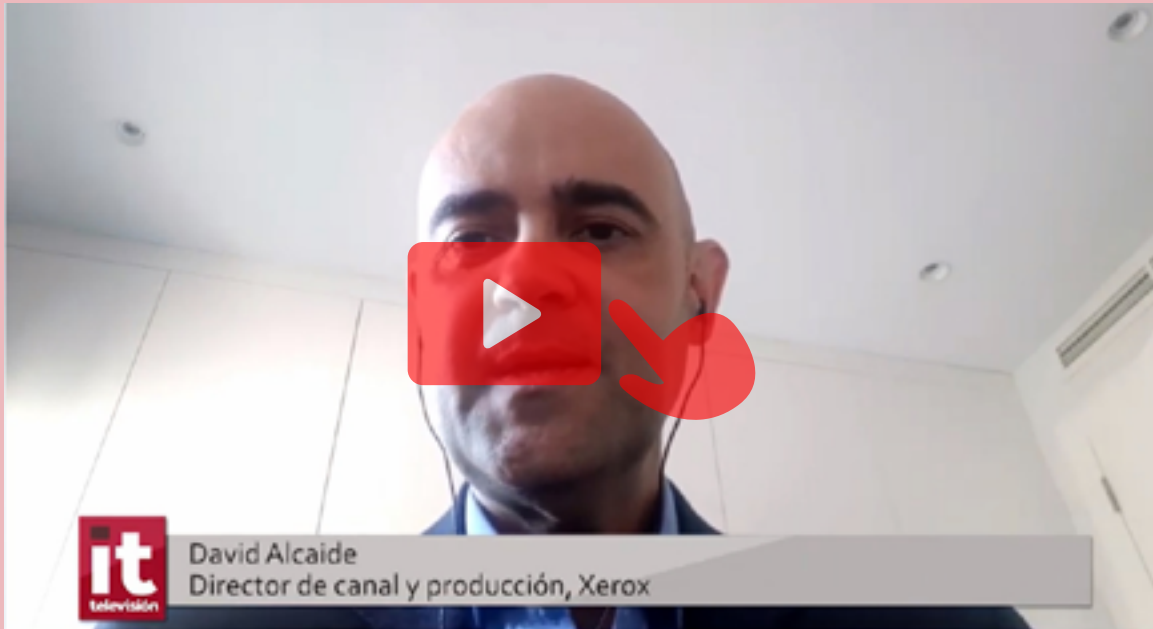 it
televisión
David Alcaide
Director de canal y producción, Xerox